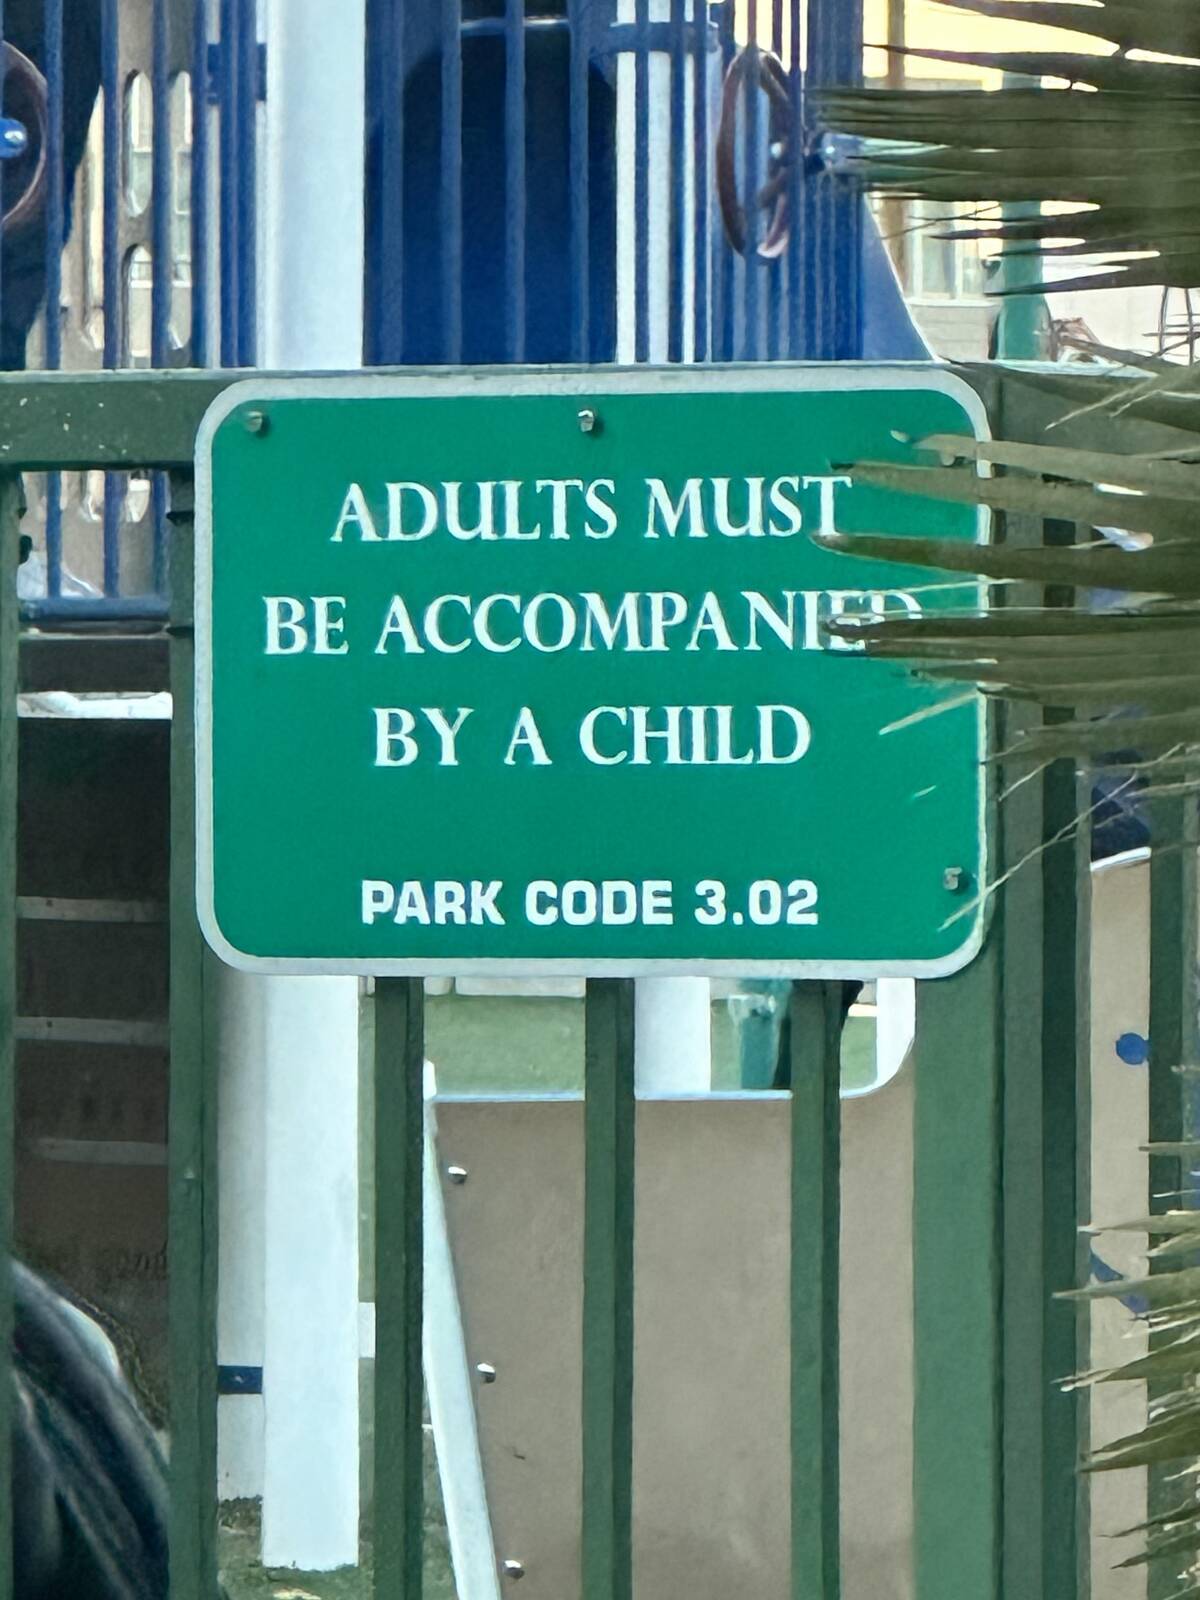 ADULTS MUST
BE ACCOMPANIED
BY A CHILD
PARK CODE 3.02